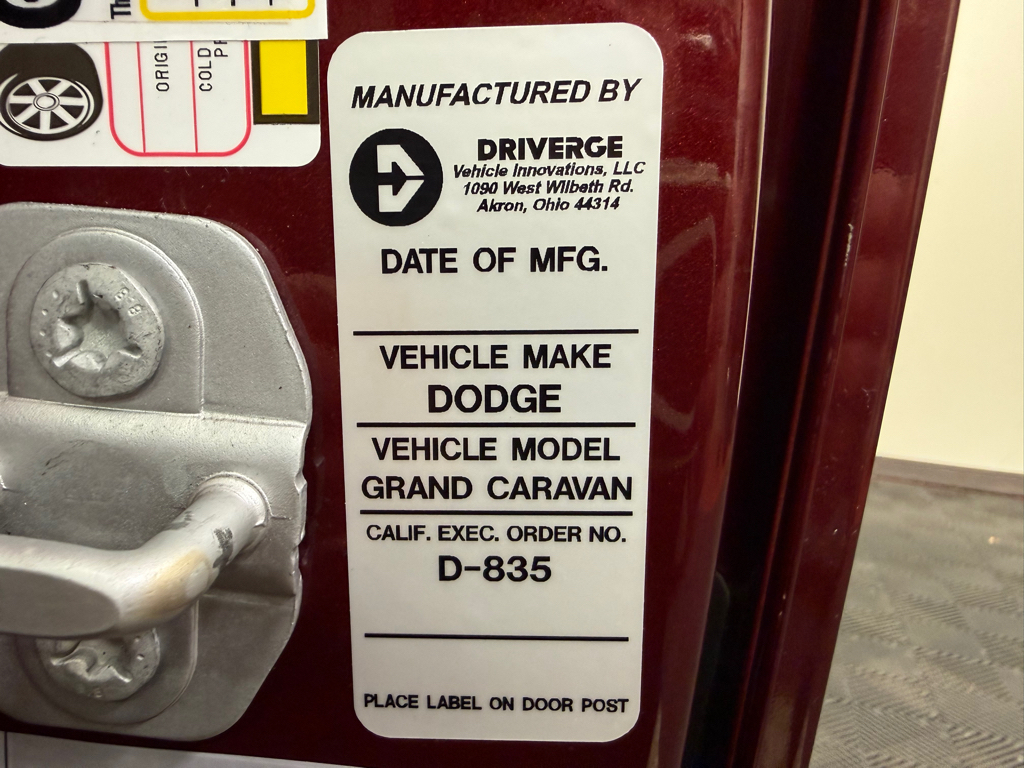 MANUFACTURED BY
DRIVERGE
Vehicle Innovations, LLC
1090 West Wilbeth Rd.
Akron, Ohio 44314
DATE OF MFG.
VEHICLE MAKE
DODGE
VEHICLE MODEL
GRAND CARAVAN
CALIF. EXEC. ORDER NO.
D-835
PLACE LABEL ON DOOR POST
COLD